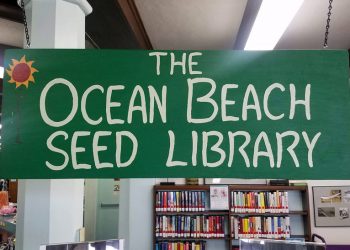 THE
OCEAN BEACH
SEED LIBRARY